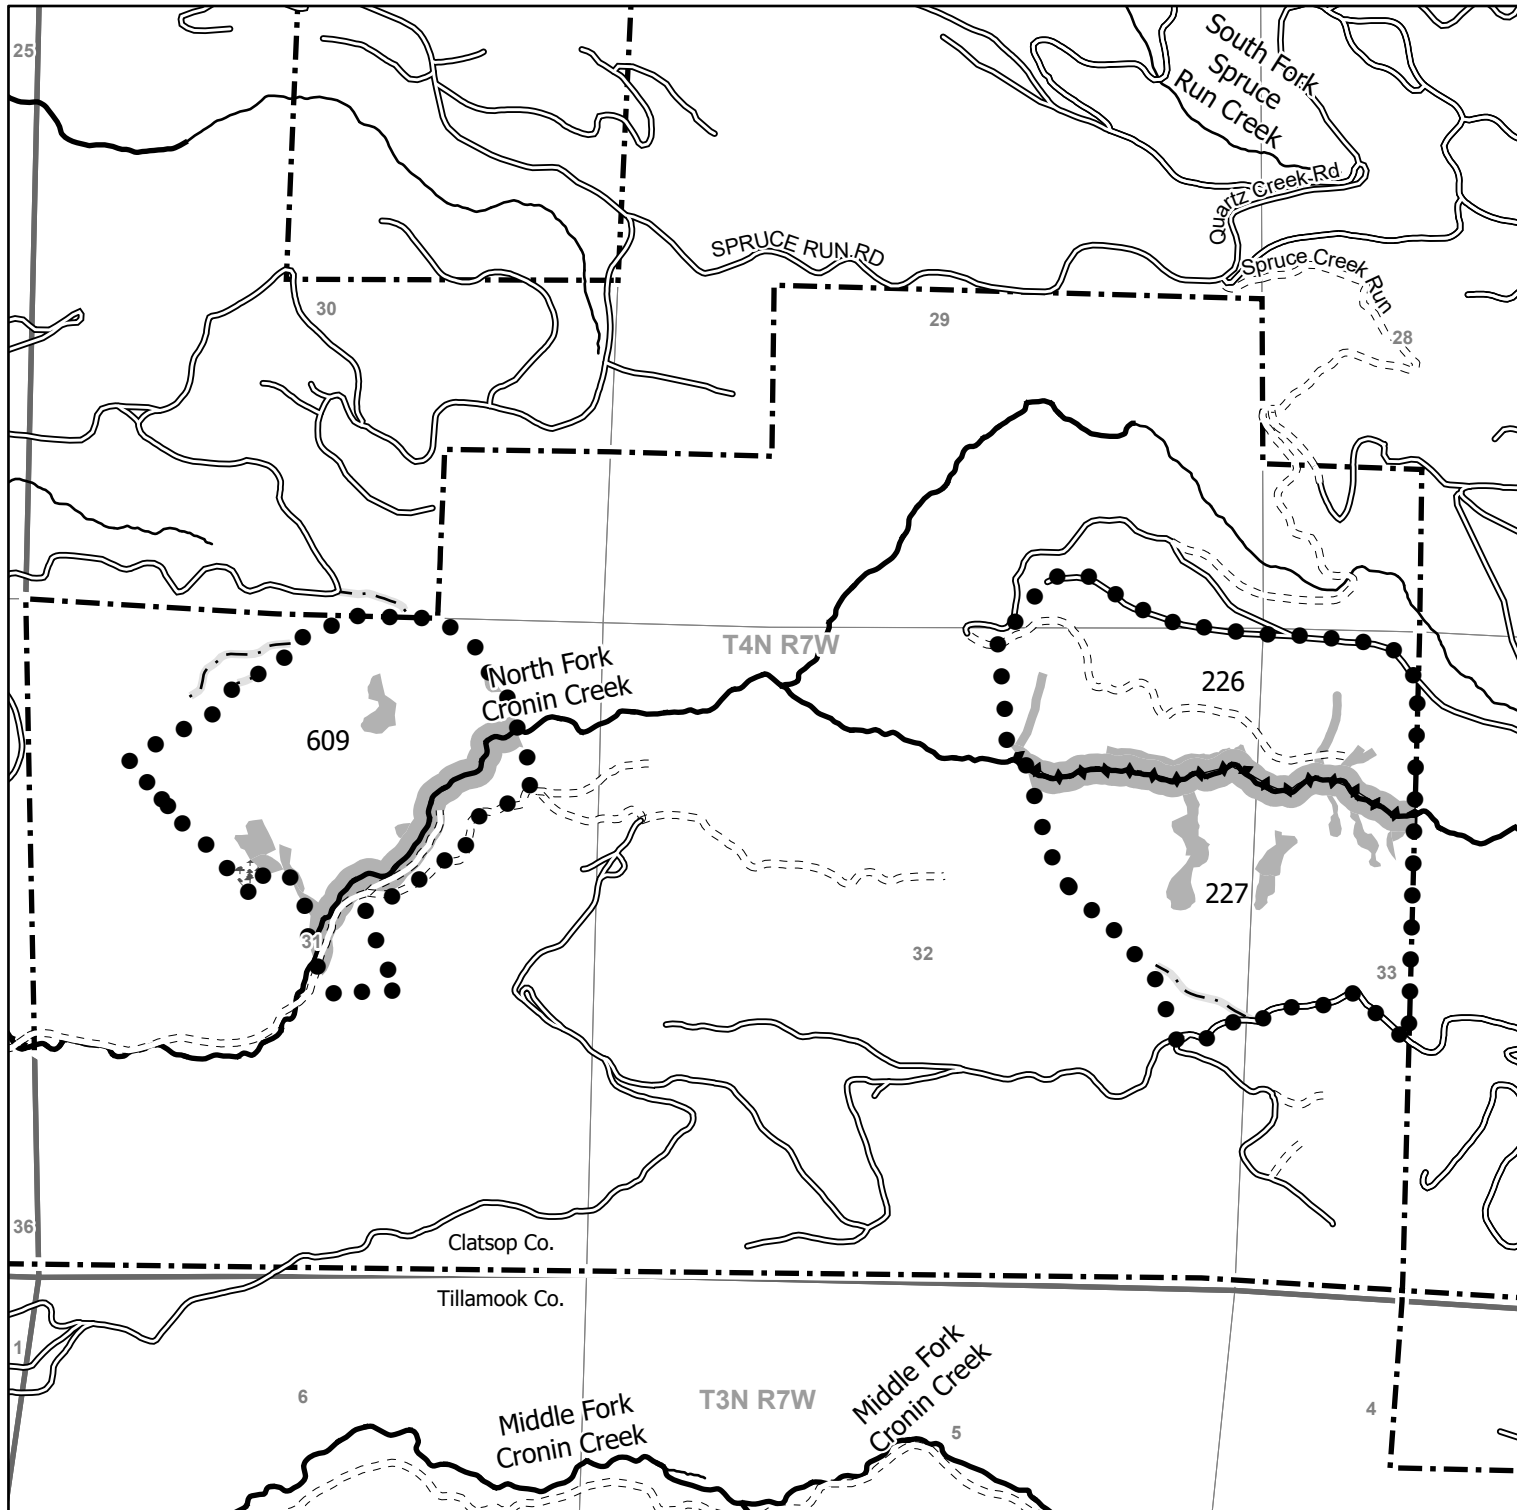 25
South Fork
Spruce
Run Creek
Quartz Creek Rd
SPRUCE RUN RD
Spruce Creek Run
30
29
28
T4N R7W
North Fork
Cronin Creek
226
609
227
31
32
33
36
Clatsop Co.
Tillamook Co.
1
Middle Fork
Cronin Creek
6
T3N R7W
Middle Fork
Cronin Creek
4
5